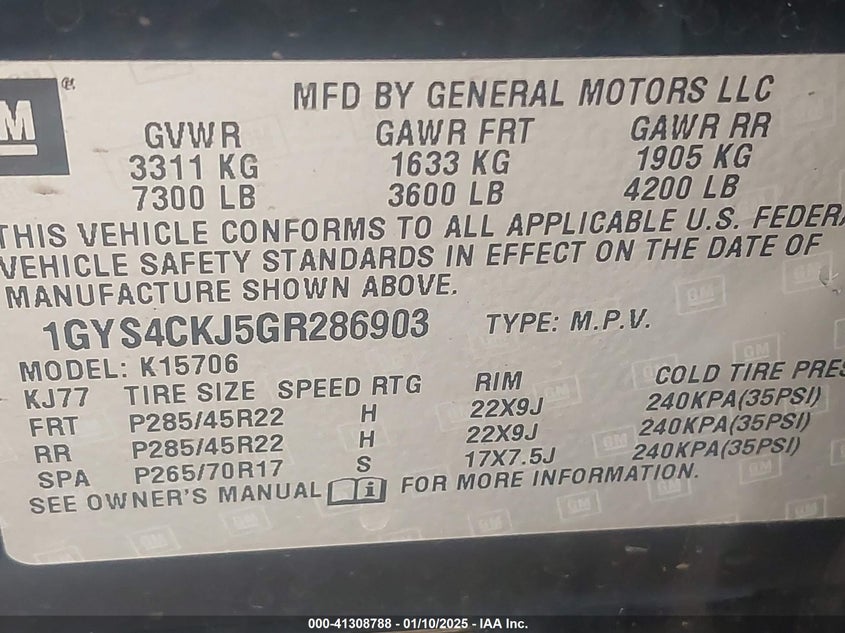 M®
MFD BY GENERAL MOTORS LLC
GVWR GAWR FRT GAWR RR
3311 KG 1633 KG 1905 KG
7300 LB 3600 LB 4200 LB
THIS VEHICLE CONFORMS TO ALL APPLICABLE U.S. FEDERA
VEHICLE SAFETY STANDARDS IN EFFECT ON THE DATE OF
MANUFACTURE SHOWN ABOVE.
1GYS4CKJ5GR286903 TYPE: M.P.V.
MODEL: K15706
KJ77 TIRE SIZE SPEED RTG RIM COLD TIRE PRES
FRT P285/45R22 H 22X9J 240KPA(35PSI)
RR P285/45R22 H 22X9J 240KPA(35PSI)
SPA P265/70R17 S 17X7.5J 240KPA(35PSI)
SEE OWNER'S MANUAL i FOR MORE INFORMATION.
000-41308788 — 01/10/2025 — IAA Inc.